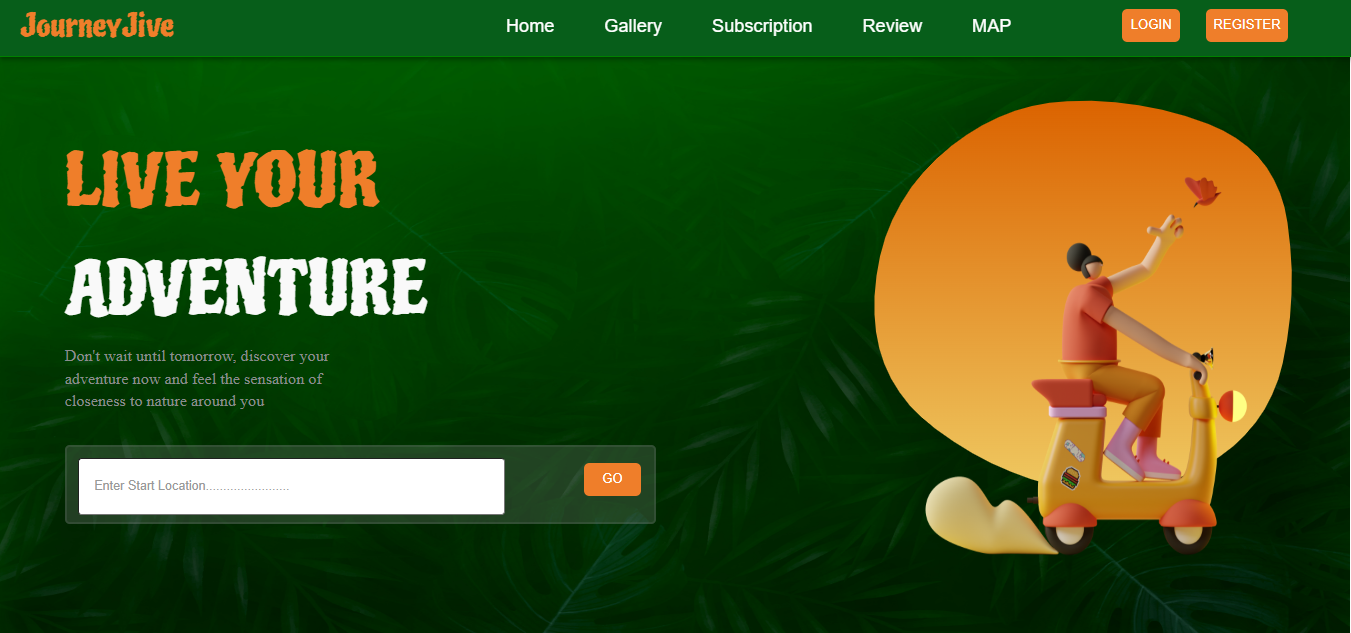 JourneyJive
Home Gallery Subscription Review MAP
LOGIN REGISTER
LIVE YOUR
ADVENTURE
Don't wait until tomorrow, discover your
adventure now and feel the sensation of
closeness to nature around you
Enter Start Location........................
GO